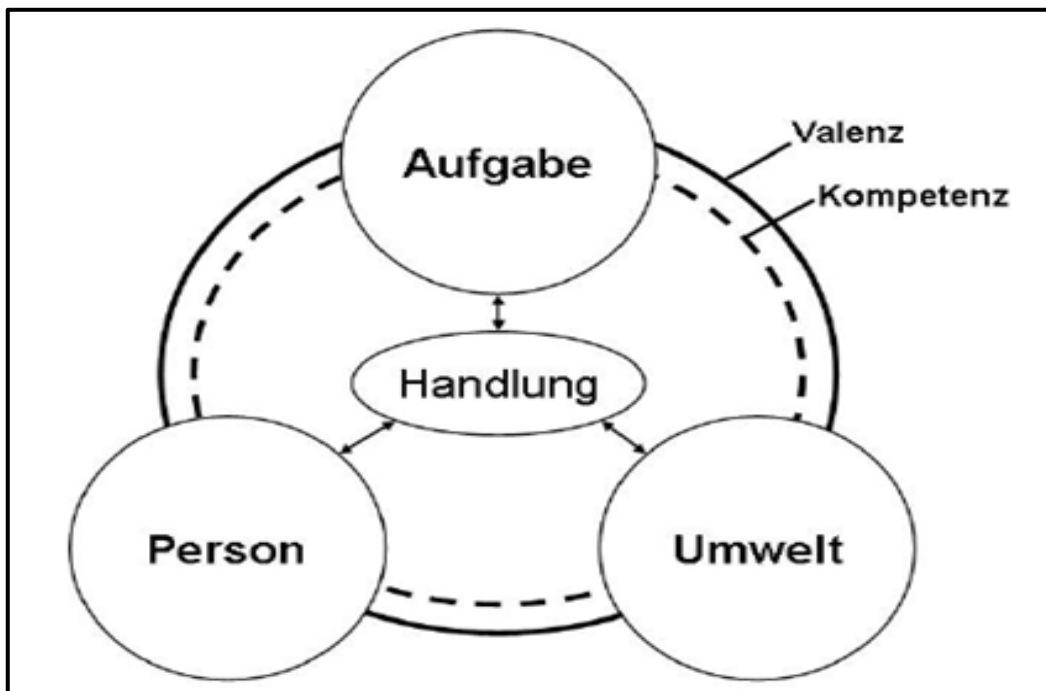 Aufgabe
Valenz
Kompetenz
Handlung
Person
Umwelt